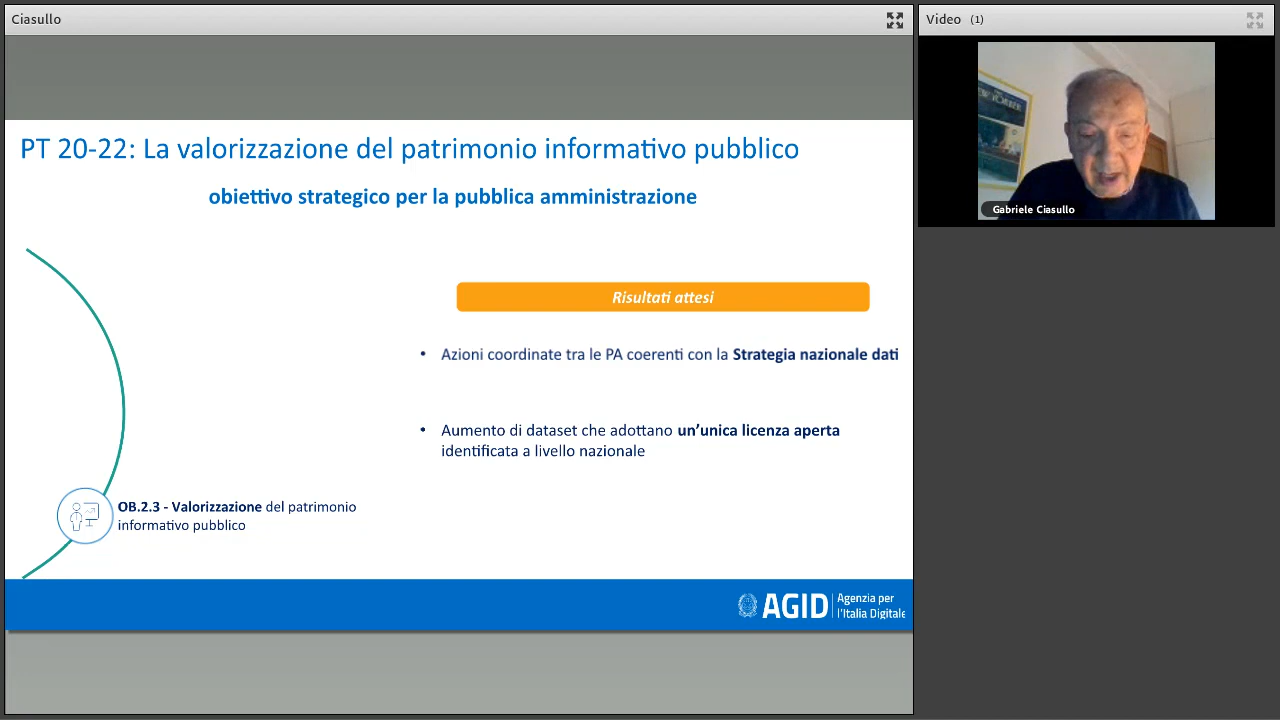 Ciasullo
Video (1)
PT 20-22: La valorizzazione del patrimonio informativo pubblico
obiettivo strategico per la pubblica amministrazione
Risultati attesi
• Azioni coordinate tra le PA coerenti con la Strategia nazionale dati
• Aumento di dataset che adottano un’unica licenza aperta
identificata a livello nazionale
OB.2.3 - Valorizzazione del patrimonio
informativo pubblico
AGID
Agenzia per
l'Italia Digitale
Gabriele Ciasullo